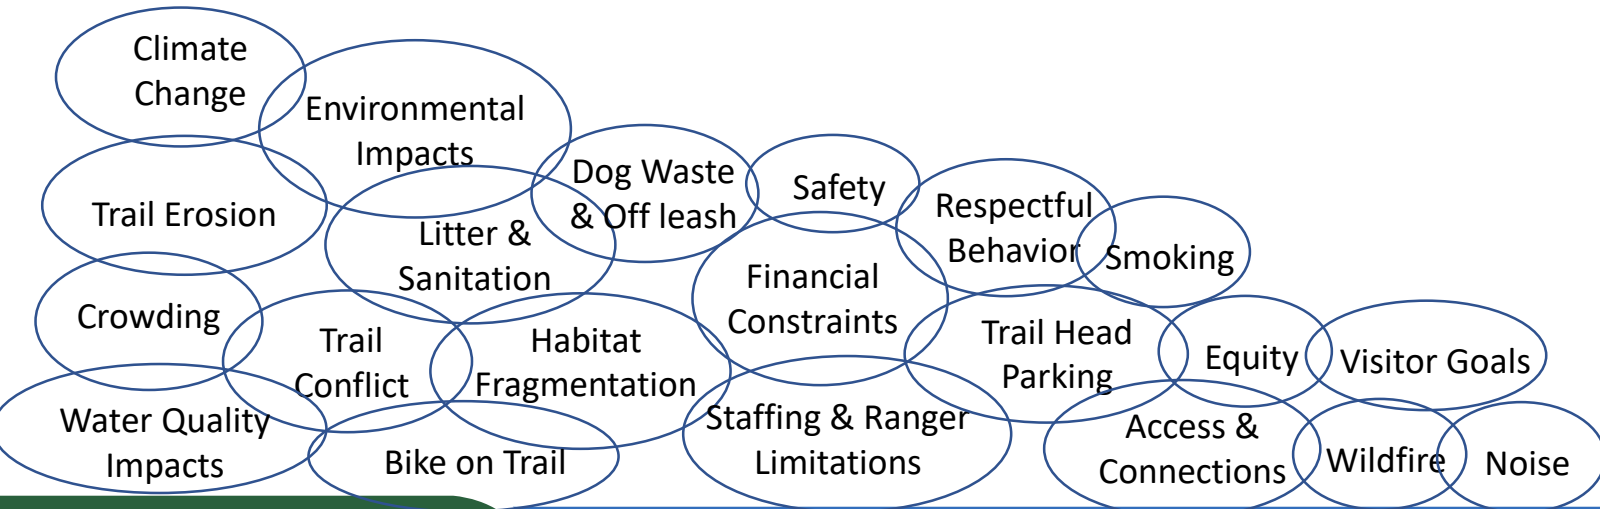 Climate
Change
Environmental
Impacts
Dog Waste
& Off leash
Safety
Respectful
Behavior
Smoking
Trail Erosion
Litter &
Sanitation
Financial
Constraints
Crowding
Trail
Conflict
Habitat
Fragmentation
Trail Head
Parking
Equity
Visitor Goals
Water Quality
Impacts
Bike on Trail
Staffing & Ranger
Limitations
Access &
Connections
Wildfire
Noise